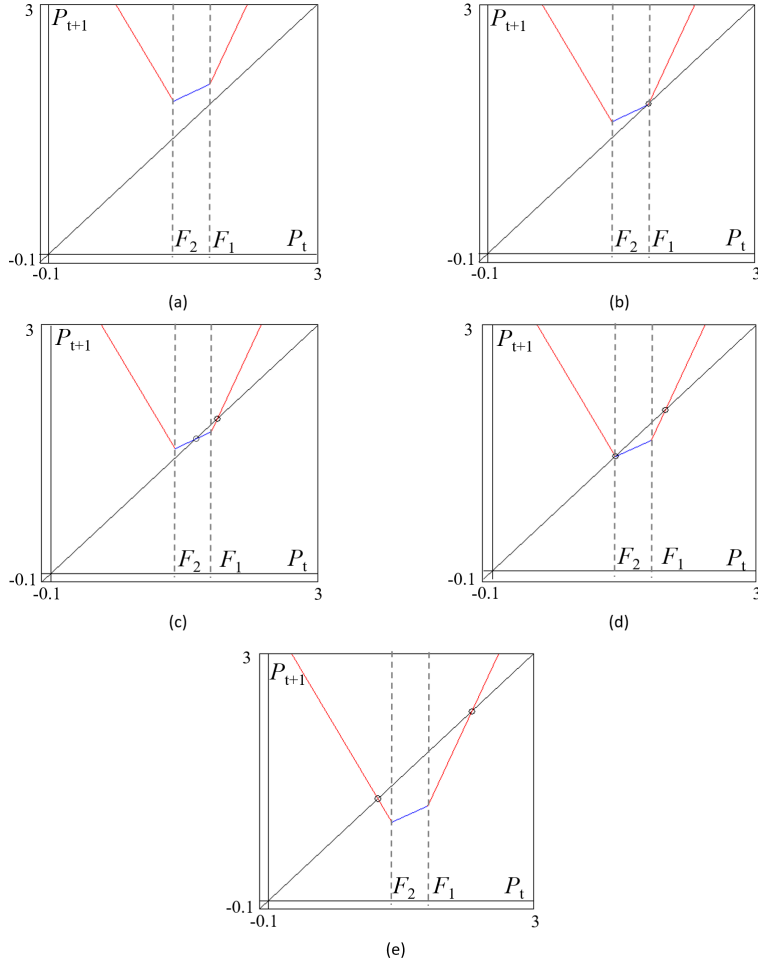 3 3
P_{t+1} P_{t+1}
F_2 F_1 P_t F_2 F_1 P_t
-0.1 -0.1
-0.1 3 -0.1 3
(a) (b)
3 3
P_{t+1} P_{t+1}
F_2 F_1 P_t F_2 F_1 P_t
-0.1 -0.1
-0.1 3 -0.1 3
(c) (d)
3
P_{t+1}
F_2 F_1 P_t
-0.1
-0.1 3
(e)